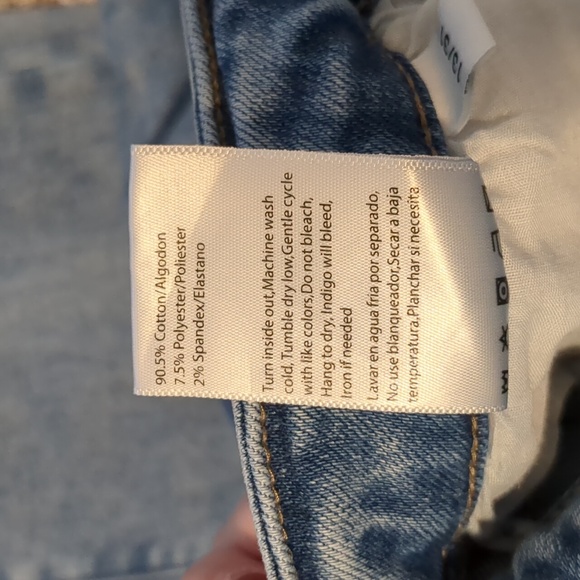 90.5% Cotton/Algodon
7.5% Polyester/Poliester
2% Spandex/Elastano
Turn inside out,Machine wash
cold,Tumble dry low,Gentle cycle
with like colors,Do not bleach,
Hang to dry, Indigo will bleed,
Iron if needed
Lavar en agua fria por separado,
No use blanqueador,Secar a baja
temperatura,Planchar si necesita